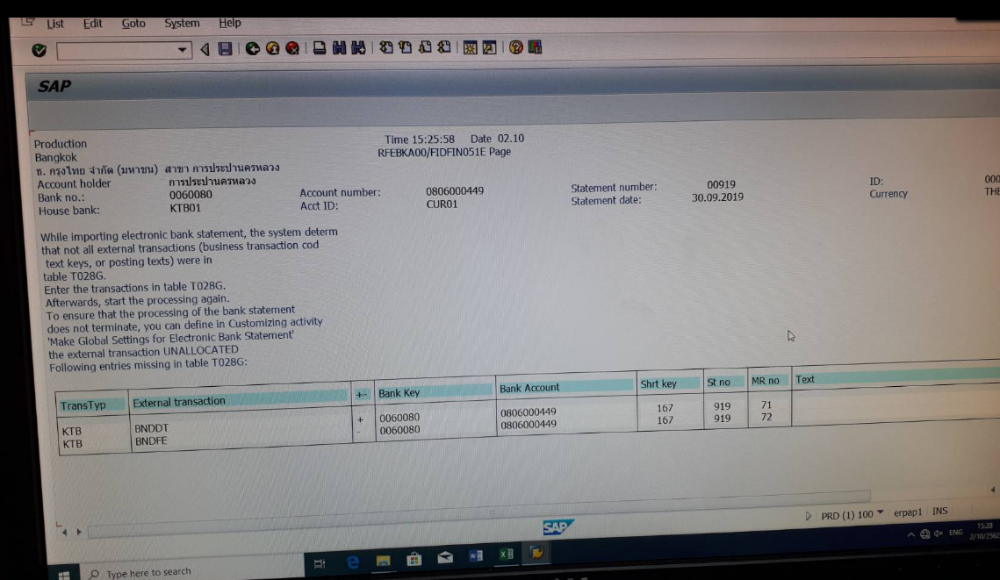 List Edit Goto System Help
SAP
Production Time 15:25:58 Date 02.10
Bangkok RFEBKA00/FIDFIN051E Page
ธ. กรุงไทย จำกัด (มหาชน) สาขา การประปานครหลวง
Account holder การประปานครหลวง
Bank no.: 0060080 Account number: 0806000449 Statement number: 00919 ID: 000
House bank: KTB01 Acct ID: CUR01 Statement date: 30.09.2019 Currency THB
While importing electronic bank statement, the system determ
that not all external transactions (business transaction cod
text keys, or posting texts) were in
table T028G.
Enter the transactions in table T028G.
Afterwards, start the processing again.
To ensure that the processing of the bank statement
does not terminate, you can define in Customizing activity
'Make Global Settings for Electronic Bank Statement'
the external transaction UNALLOCATED
Following entries missing in table T028G:
TransTyp External transaction +- Bank Key Bank Account Shrt key St no MR no Text
KTB BNDDT + 0060080 0806000449 167 919 71
KTB BNDFE - 0060080 0806000449 167 919 72
SAP
PRD (1) 100 erpap1 INS
Type here to search
ENG 15:28
2/10/2562